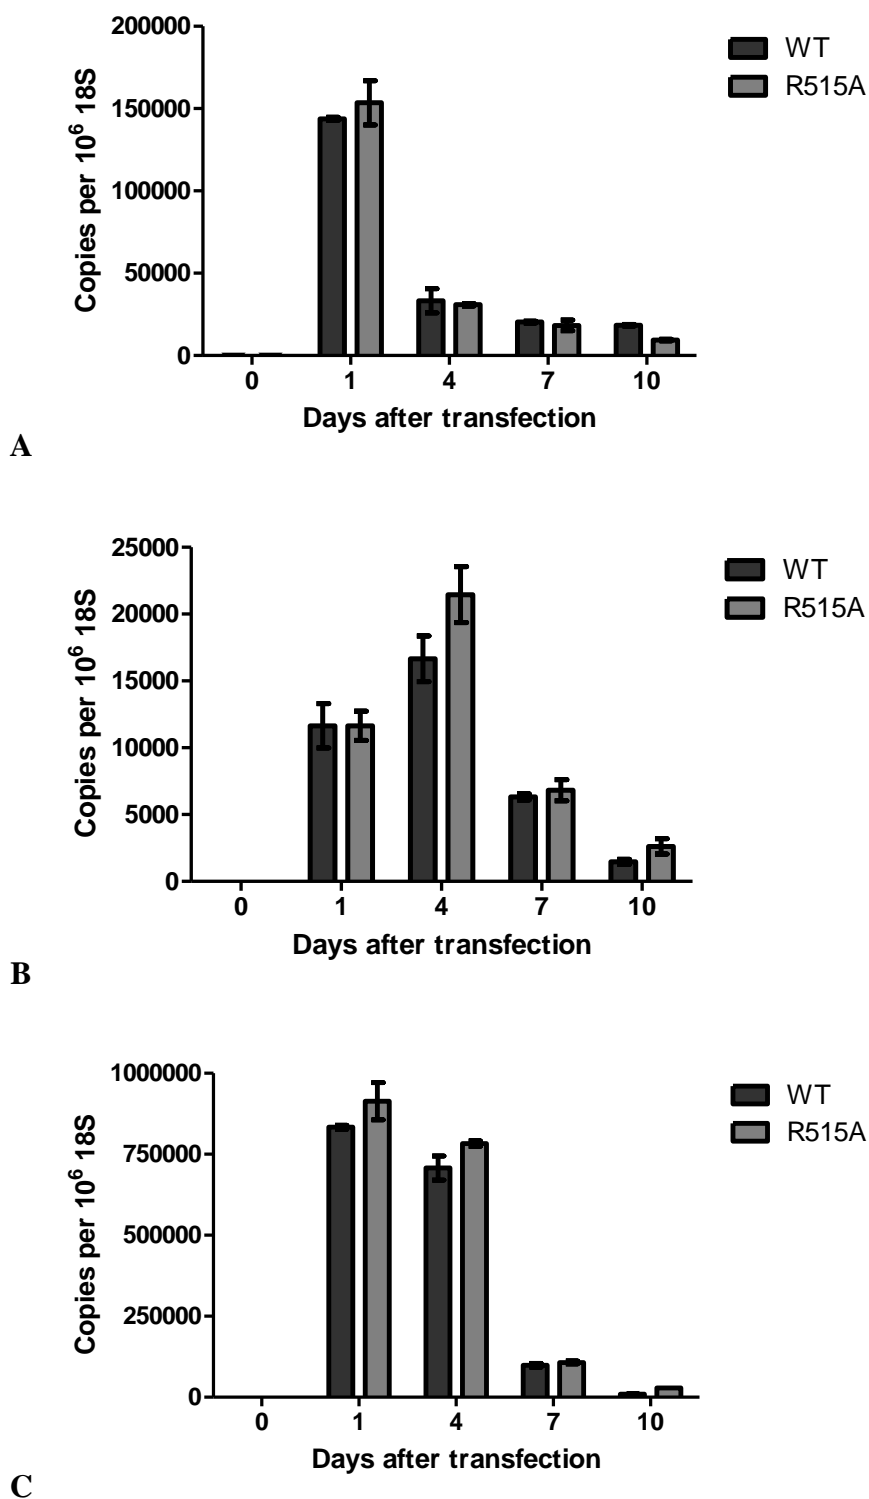 200000
150000
100000
50000
0
Copies per 10⁶ 18S
0 1 4 7 10
Days after transfection
WT
R515A
A
25000
20000
15000
10000
5000
0
Copies per 10⁶ 18S
0 1 4 7 10
Days after transfection
WT
R515A
B
1000000
750000
500000
250000
0
Copies per 10⁶ 18S
0 1 4 7 10
Days after transfection
WT
R515A
C